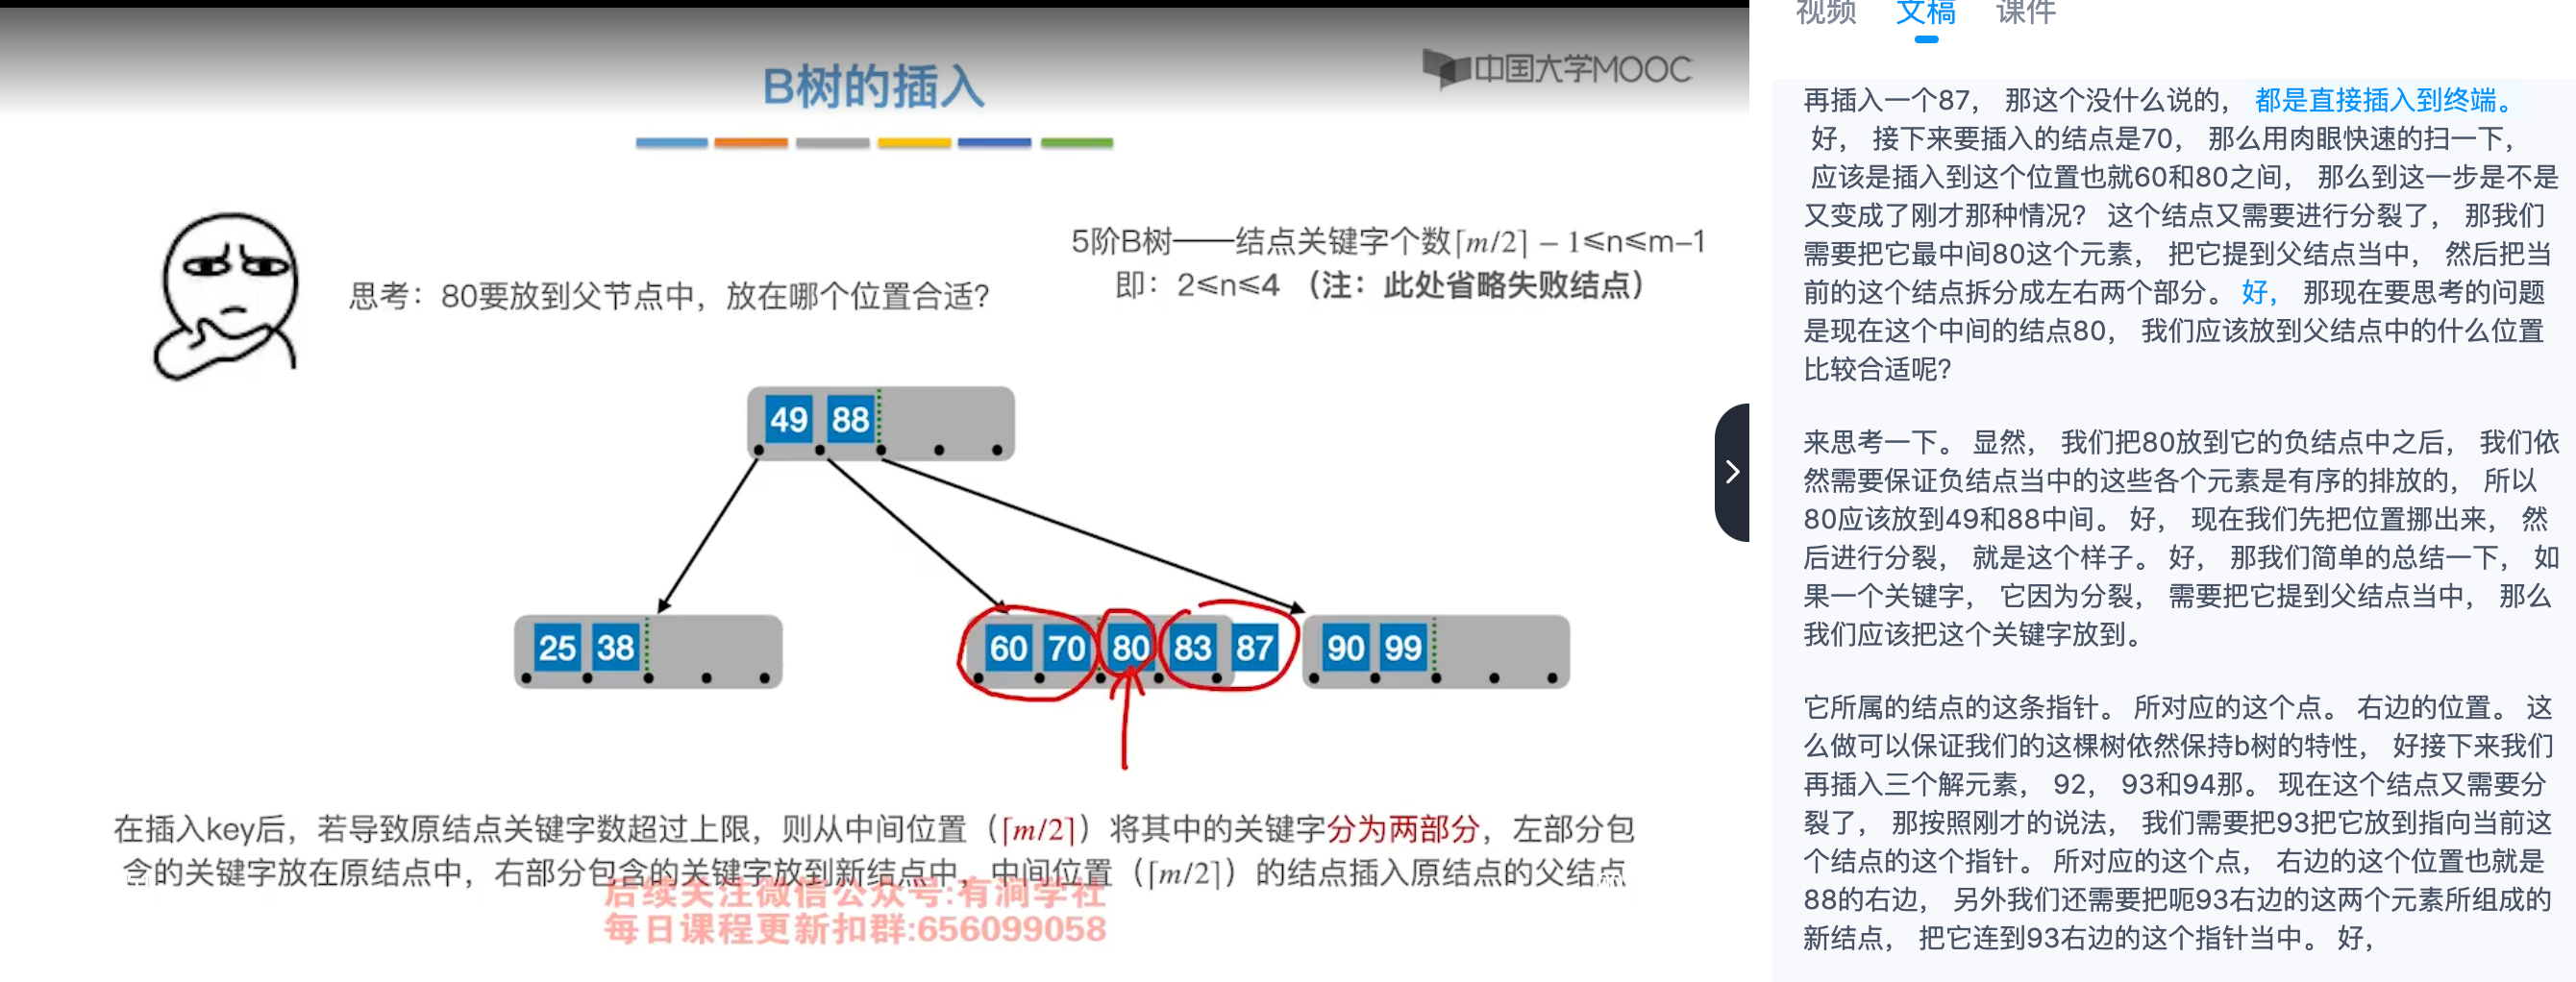 B树的插入
中国大学MOOC
5阶B树——结点关键字个数⌈m/2⌉ − 1≤n≤m−1
即：2≤n≤4 （注：此处省略失败结点）
思考：80要放到父节点中，放在哪个位置合适？
49 88
25 38
60 70 80 83 87
90 99
在插入key后，若导致原结点关键字数超过上限，则从中间位置（⌈m/2⌉）将其中的关键字分为两部分，左部分包
含的关键字放在原结点中，右部分包含的关键字放到新结点中，中间位置（⌈m/2⌉）的结点插入原结点的父结点
后续关注微信公众号:有涧学社
每日课程更新扣群:656099058
视频 文稿 课件
再插入一个87， 那这个没什么说的， 都是直接插入到终端。
好， 接下来要插入的结点是70， 那么用肉眼快速的扫一下，
应该是插入到这个位置也就60和80之间， 那么到这一步是不是
又变成了刚才那种情况？ 这个结点又需要进行分裂了， 那我们
需要把它最中间80这个元素， 把它提到父结点当中， 然后把当
前的这个结点拆分成左右两个部分。 好， 那现在要思考的问题
是现在这个中间的结点80， 我们应该放到父结点中的什么位置
比较合适呢？
来思考一下。 显然， 我们把80放到它的负结点中之后， 我们依
然需要保证负结点当中的这些各个元素是有序的排放的， 所以
80应该放到49和88中间。 好， 现在我们先把位置挪出来， 然
后进行分裂， 就是这个样子。 好， 那我们简单的总结一下， 如
果一个关键字， 它因为分裂， 需要把它提到父结点当中， 那么
我们应该把这个关键字放到。
它所属的结点的这条指针。 所对应的这个点。 右边的位置。 这
么做可以保证我们的这棵树依然保持b树的特性， 好接下来我们
再插入三个解元素， 92， 93和94那。 现在这个结点又需要分
裂了， 那按照刚才的说法， 我们需要把93把它放到指向当前这
个结点的这个指针。 所对应的这个点， 右边的这个位置也就是
88的右边， 另外我们还需要把呃93右边的这两个元素所组成的
新结点， 把它连到93右边的这个指针当中。 好，